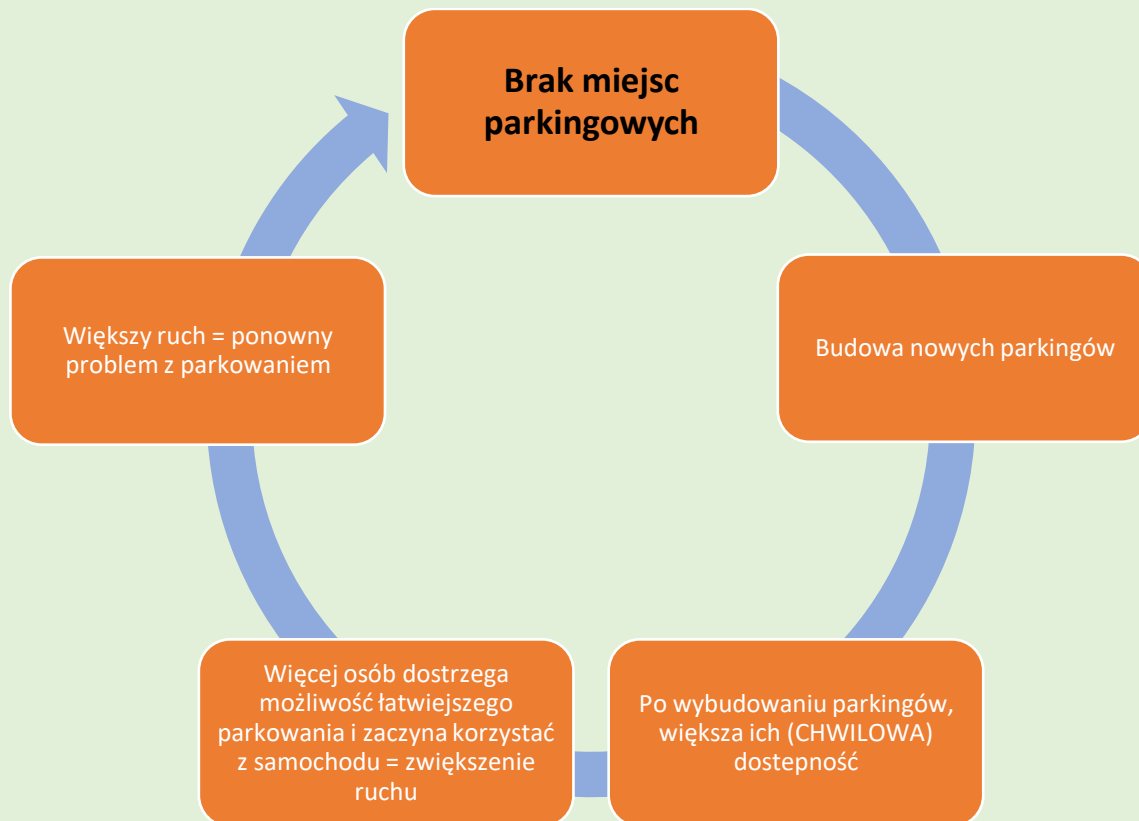 Brak miejsc
parkingowych
Budowa nowych parkingów
Po wybudowaniu parkingów,
większa ich (CHWILOWA)
dostepność
Więcej osób dostrzega
możliwość łatwiejszego
parkowania i zaczyna korzystać
z samochodu = zwiększenie
ruchu
Większy ruch = ponowny
problem z parkowaniem